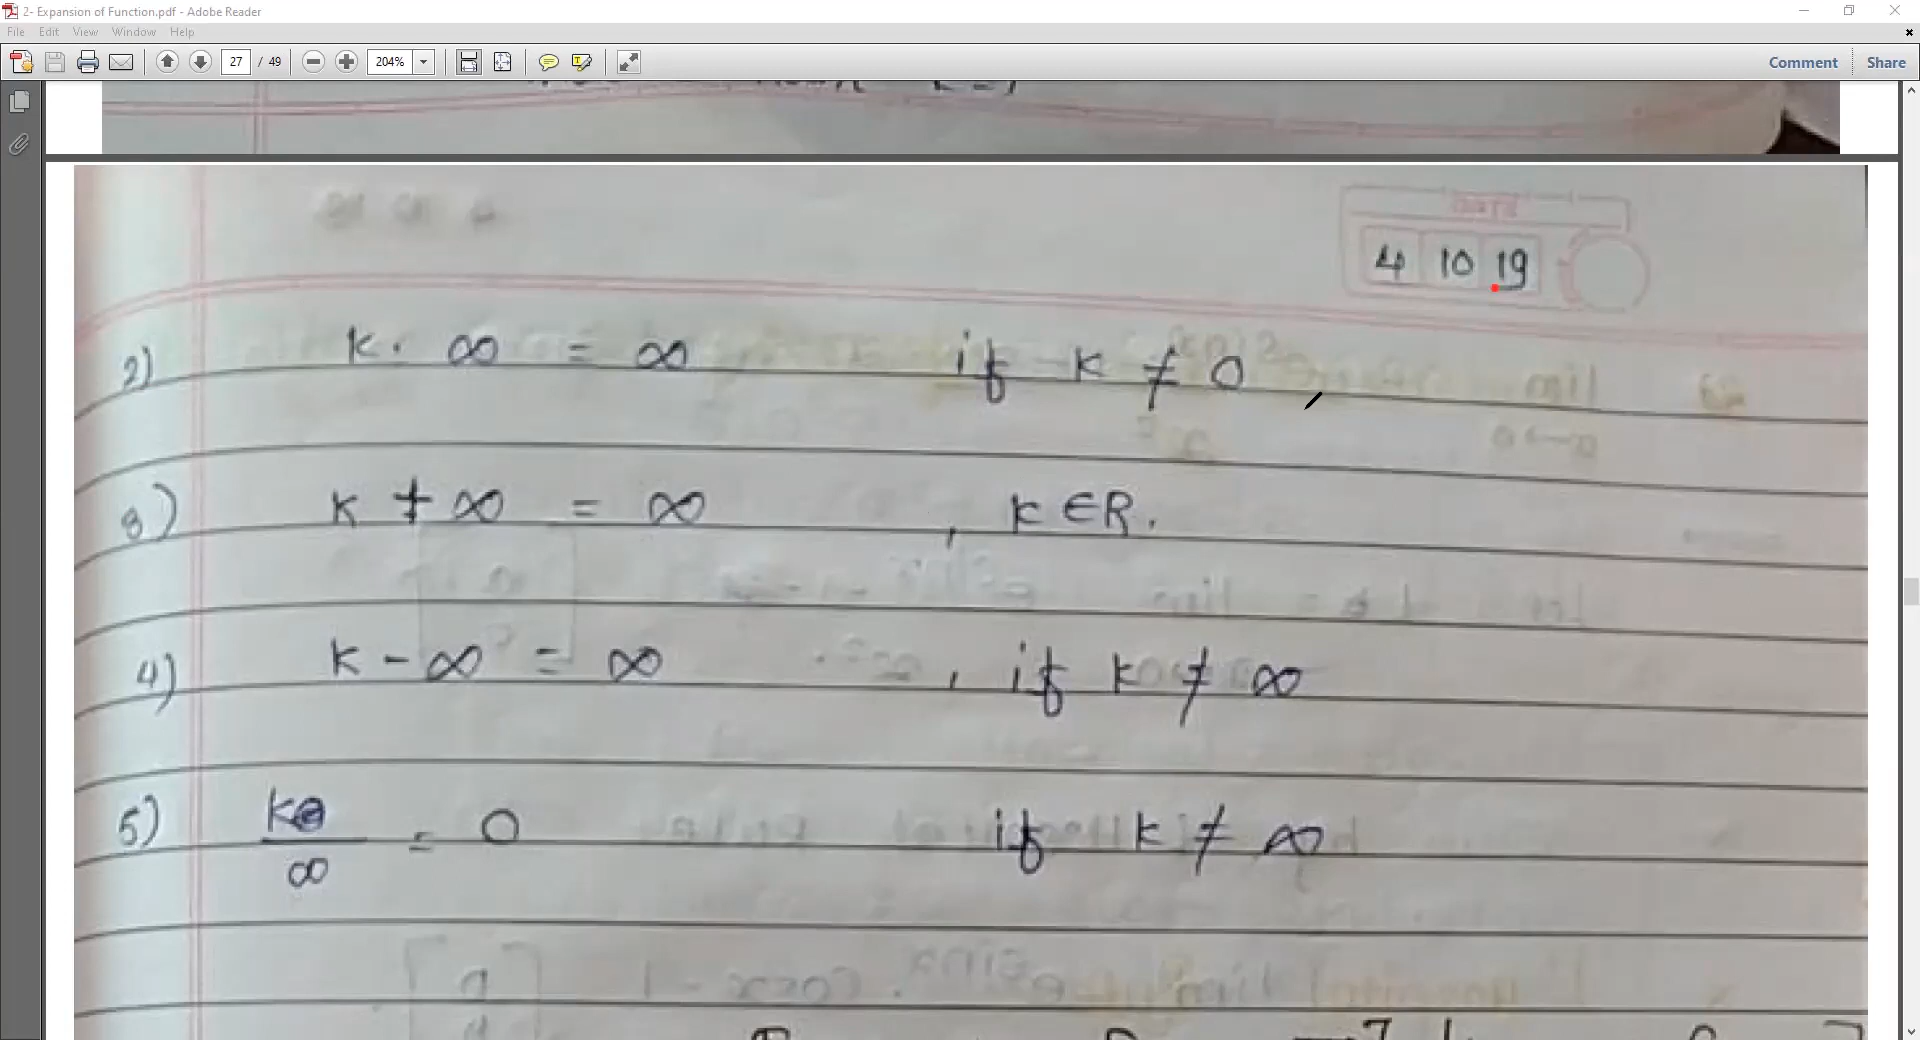 2- Expansion of Function.pdf - Adobe Reader
File Edit View Window Help
27 / 49 204% Comment Share
DATE
4 10 19
2) k. ∞ = ∞ if k ≠ 0
3) k + ∞ = ∞ , k ∈ R.
4) k - ∞ = ∞ , if k ≠ ∞
5) k/∞ = 0 if k ≠ ∞